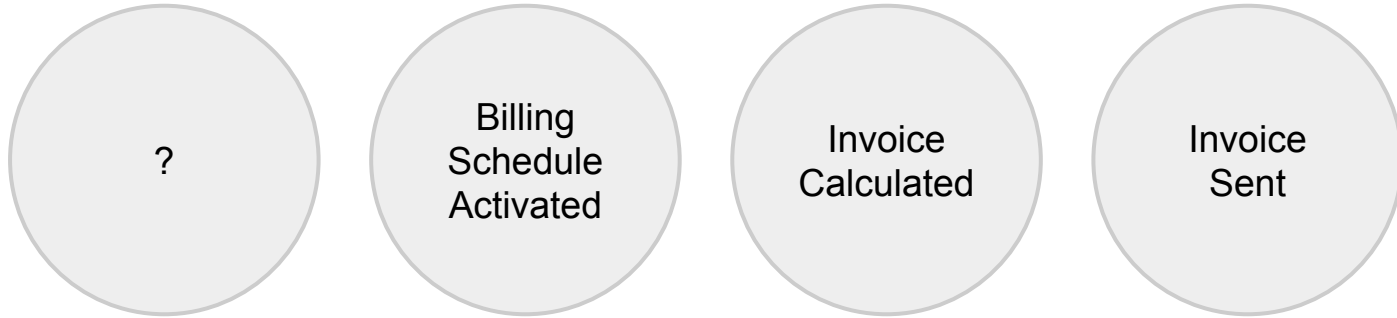 ?
Billing
Schedule
Activated
Invoice
Calculated
Invoice
Sent